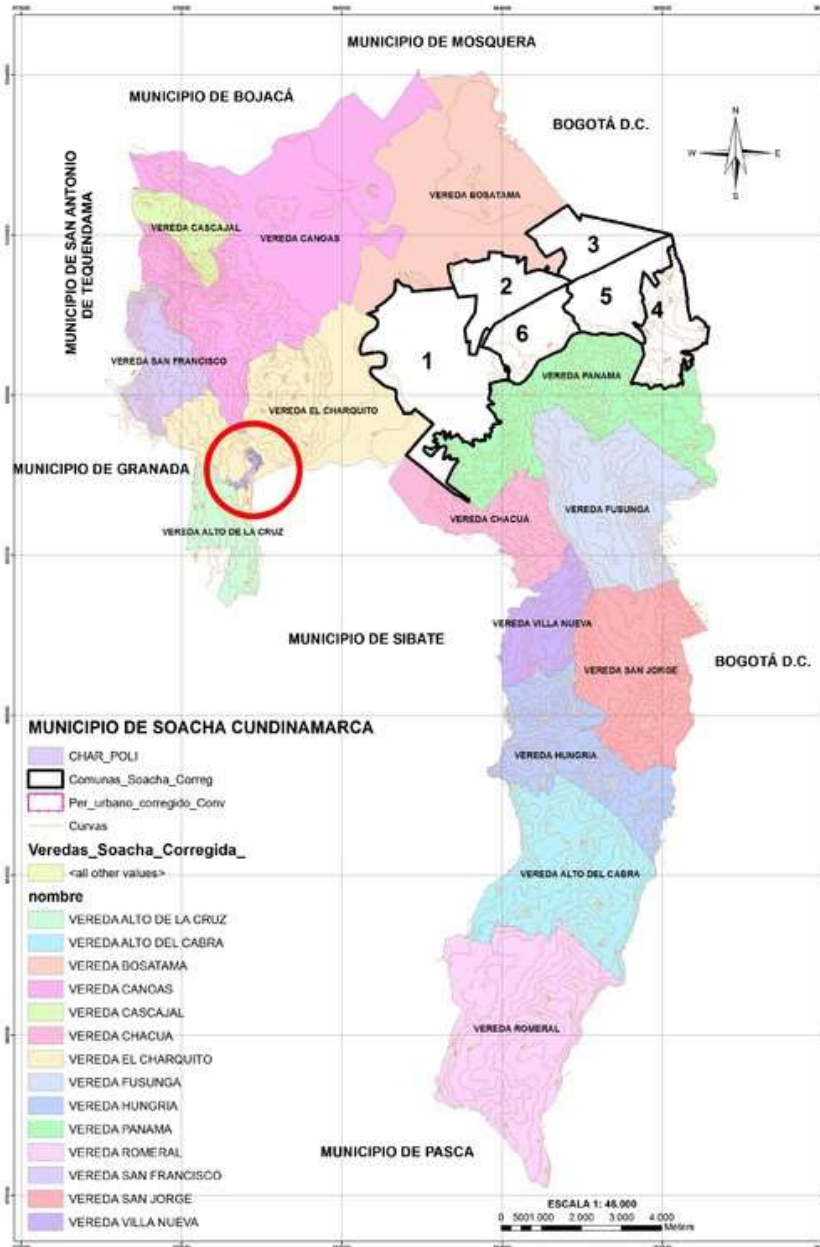 MUNICIPIO DE MOSQUERA
MUNICIPIO DE BOJACÁ
BOGOTÁ D.C.
N
W
E
S
MUNICIPIO DE SAN ANTONIO
DE TEQUENDAMA
VEREDA BOSATAMA
VEREDA CASCAJAL
VEREDA CANOAS
3
2
5
4
6
1
VEREDA SAN FRANCISCO
VEREDA PANAMA
VEREDA EL CHARQUITO
MUNICIPIO DE GRANADA
VEREDA FUSUNGA
VEREDA CHACUA
VEREDA ALTO DE LA CRUZ
VEREDA VILLA NUEVA
MUNICIPIO DE SIBATE
VEREDA SAN JORGE
BOGOTÁ D.C.
VEREDA HUNGRIA
VEREDA ALTO DEL CABRA
VEREDA ROMERAL
MUNICIPIO DE PASCA
MUNICIPIO DE SOACHA CUNDINAMARCA
CHAR_POLI
Comunas_Soacha_Correg
Per_urbano_corregido_Conv
Curvas
Veredas_Soacha_Corregida_
<all other values>
nombre
VEREDA ALTO DE LA CRUZ
VEREDA ALTO DEL CABRA
VEREDA BOSATAMA
VEREDA CANOAS
VEREDA CASCAJAL
VEREDA CHACUA
VEREDA EL CHARQUITO
VEREDA FUSUNGA
VEREDA HUNGRIA
VEREDA PANAMA
VEREDA ROMERAL
VEREDA SAN FRANCISCO
VEREDA SAN JORGE
VEREDA VILLA NUEVA
ESCALA 1: 46.000
0 500 1.000 2.000 3.000 4.000
Meters